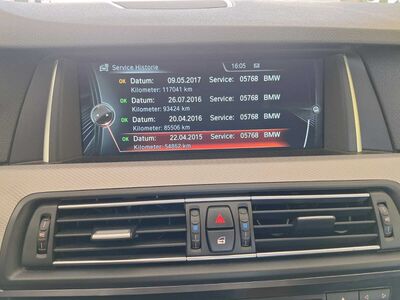 Service Historie 16:05
OK Datum: 09.05.2017 Service: 05768 BMW
Kilometer: 117041 km
OK Datum: 26.07.2016 Service: 05768 BMW
Kilometer: 93424 km
OK Datum: 20.04.2016 Service: 05768 BMW
Kilometer: 85506 km
OK Datum: 22.04.2015 Service: 05768 BMW
Kilometer: 54862 km